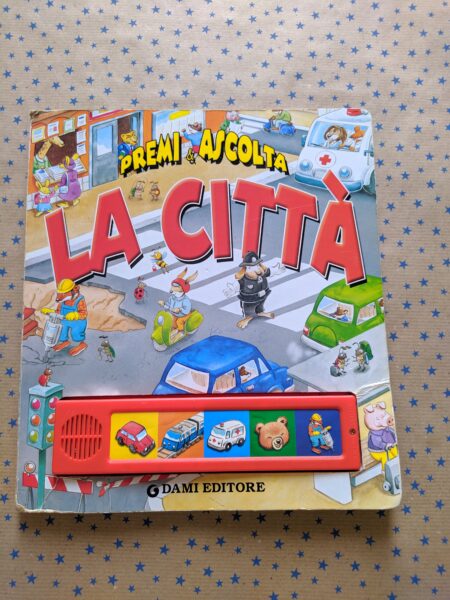 PREMI & ASCOLTA
LA CITTÀ
DAMI EDITORE